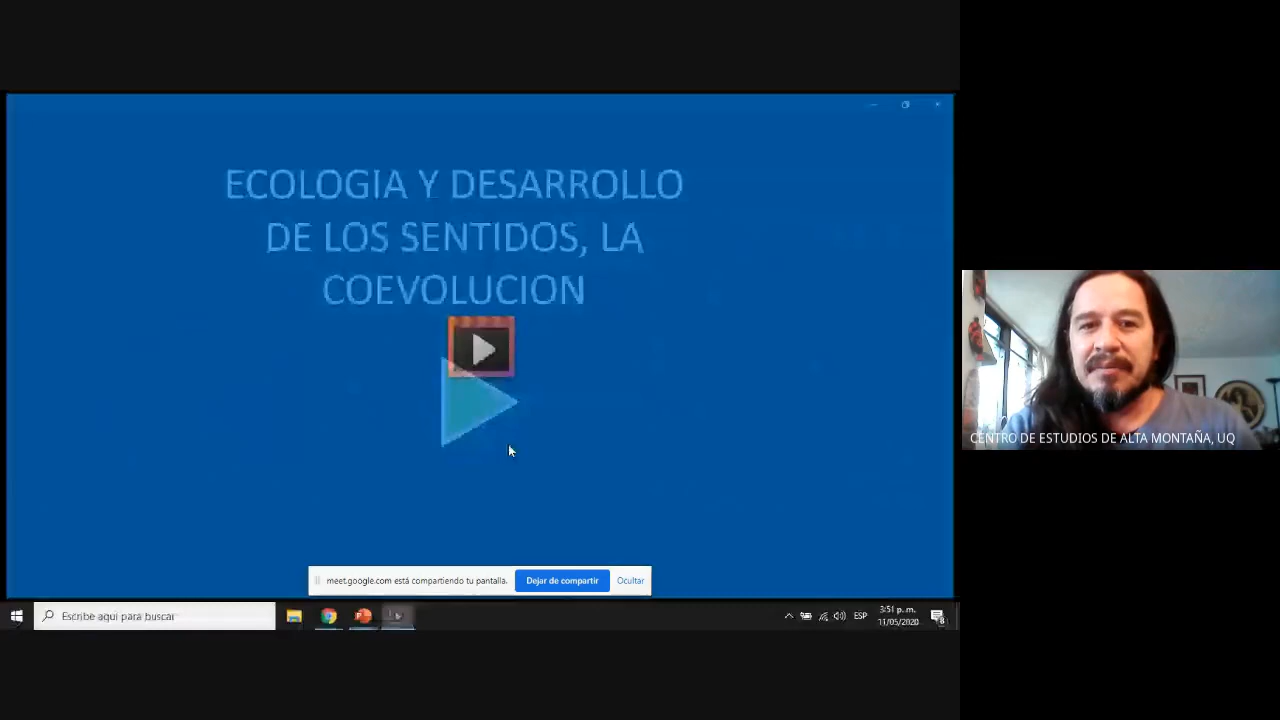 ECOLOGIA Y DESARROLLO
DE LOS SENTIDOS, LA
COEVOLUCION
CENTRO DE ESTUDIOS DE ALTA MONTAÑA, UQ
meet.google.com está compartiendo tu pantalla.
Dejar de compartir
Ocultar
Escribe aquí para buscar
ESP
3:51 p. m.
11/05/2020